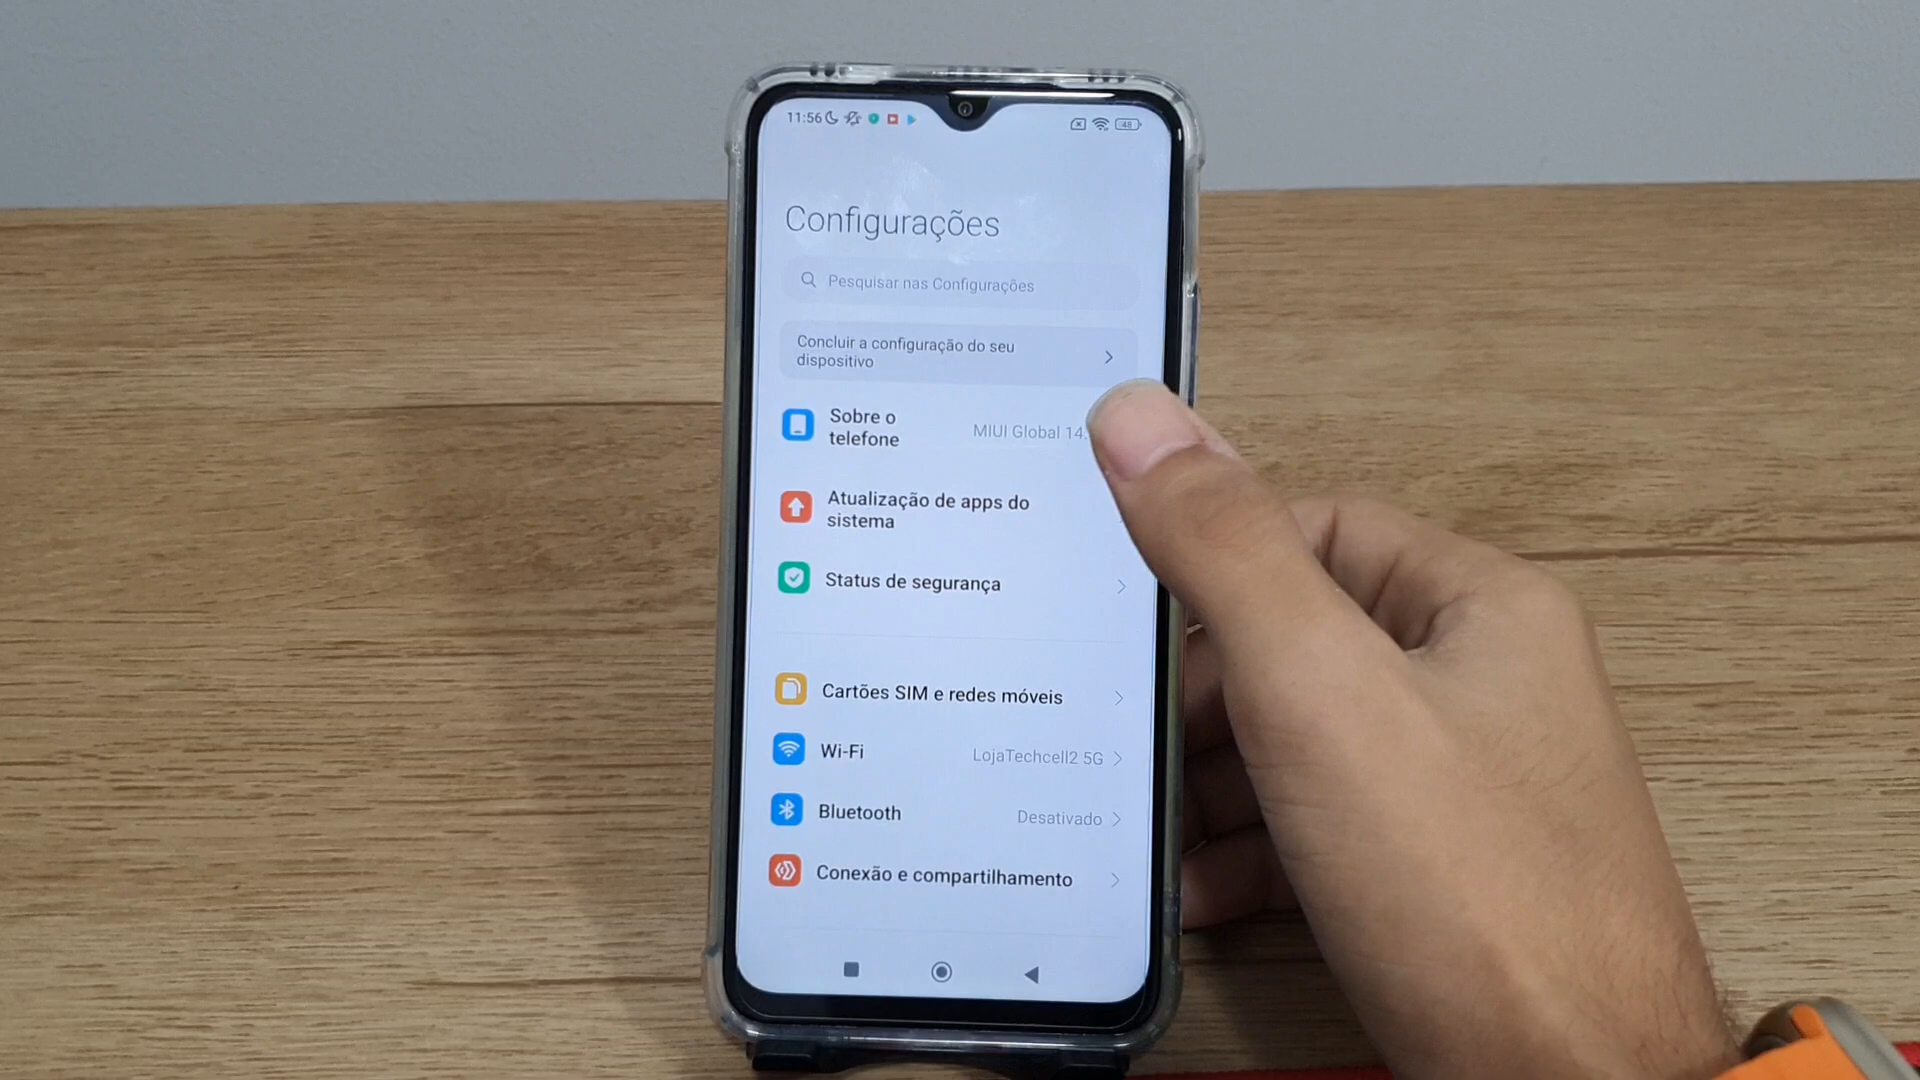 11:56
48
Configurações
Pesquisar nas Configurações
Concluir a configuração do seu
dispositivo
Sobre o
telefone
MIUI Global 14.
Atualização de apps do
sistema
Status de segurança
Cartões SIM e redes móveis
Wi-Fi
LojaTechcell2 5G
Bluetooth
Desativado
Conexão e compartilhamento